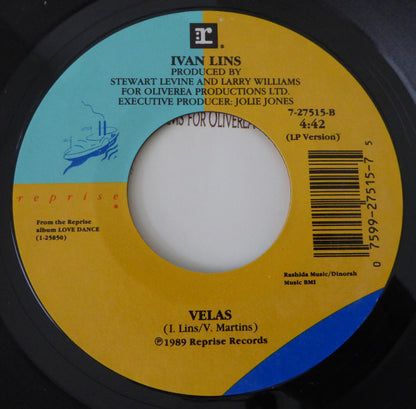 r
IVAN LINS
PRODUCED BY
STEWART LEVINE AND LARRY WILLIAMS
FOR OLIVEREA PRODUCTIONS LTD.
EXECUTIVE PRODUCER: JOLIE JONES
7-27515-B
4:42
(LP Version)
FOR OLIVEREA
reprise
®
From the Reprise
album LOVE DANCE
(1-25850)
0 7599-27515-7 5
Rashida Music/Dinorah
Music BMI
VELAS
(I. Lins/V. Martins)
℗1989 Reprise Records